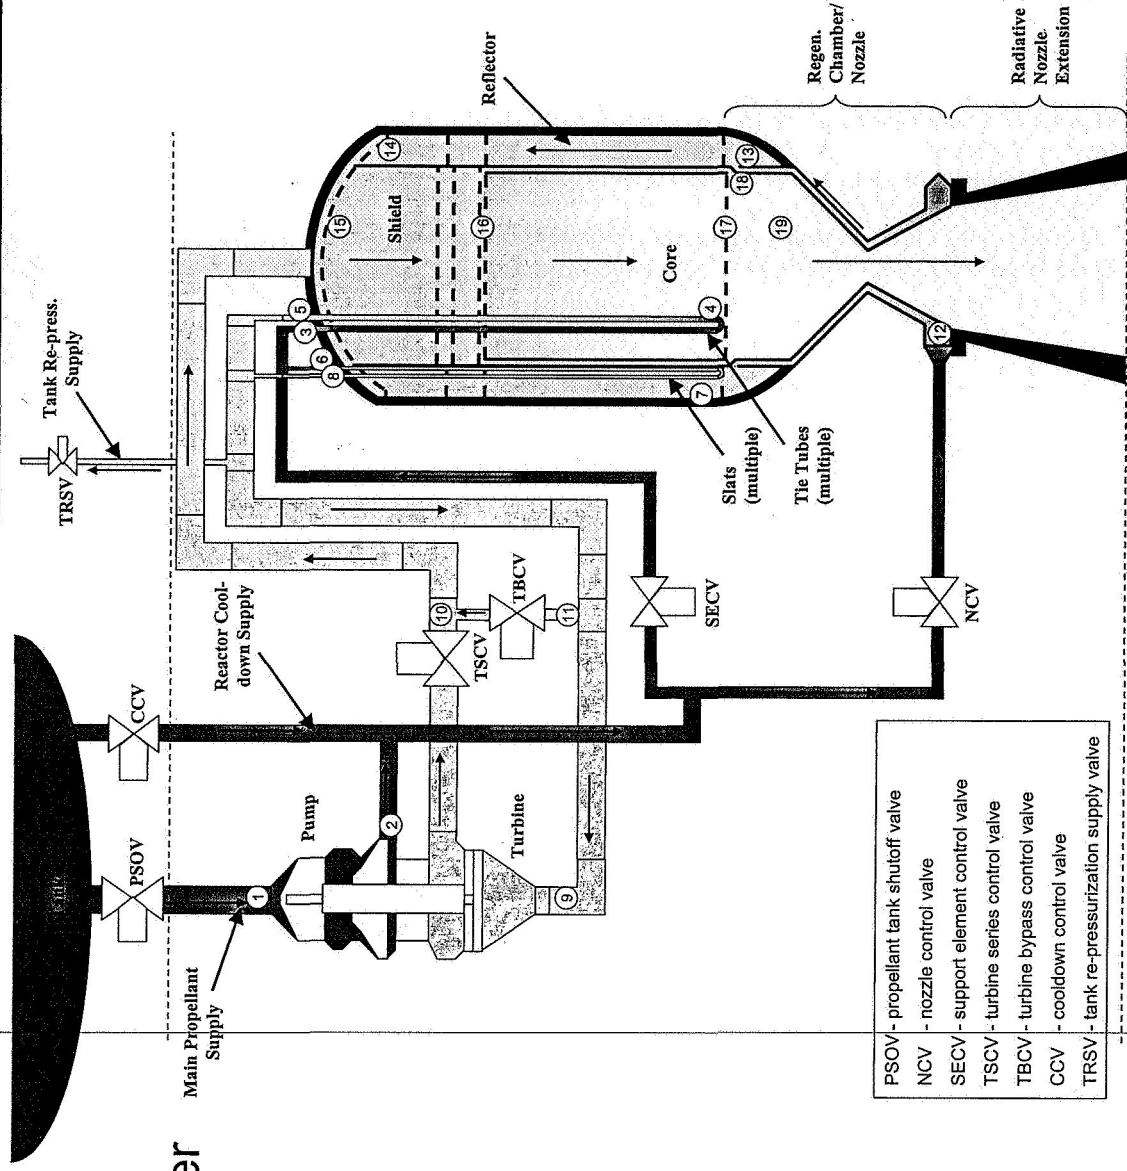 er
Main Propellant
Supply
PSOV
1
Pump
2
Turbine
9
CCV
Reactor Cool-
down Supply
TSCV
10
TBCV
11
TRSV
Tank Re-press.
Supply
SECV
NCV
Slats
(multiple)
Tie Tubes
(multiple)
5
3
6
8
4
7
12
15
Shield
16
Core
17
19
18
13
14
Reflector
Regen.
Chamber/
Nozzle
Radiative
Nozzle
Extension
PSOV - propellant tank shutoff valve
NCV - nozzle control valve
SECV - support element control valve
TSCV - turbine series control valve
TBCV - turbine bypass control valve
CCV - cooldown control valve
TRSV - tank re-pressurization supply valve